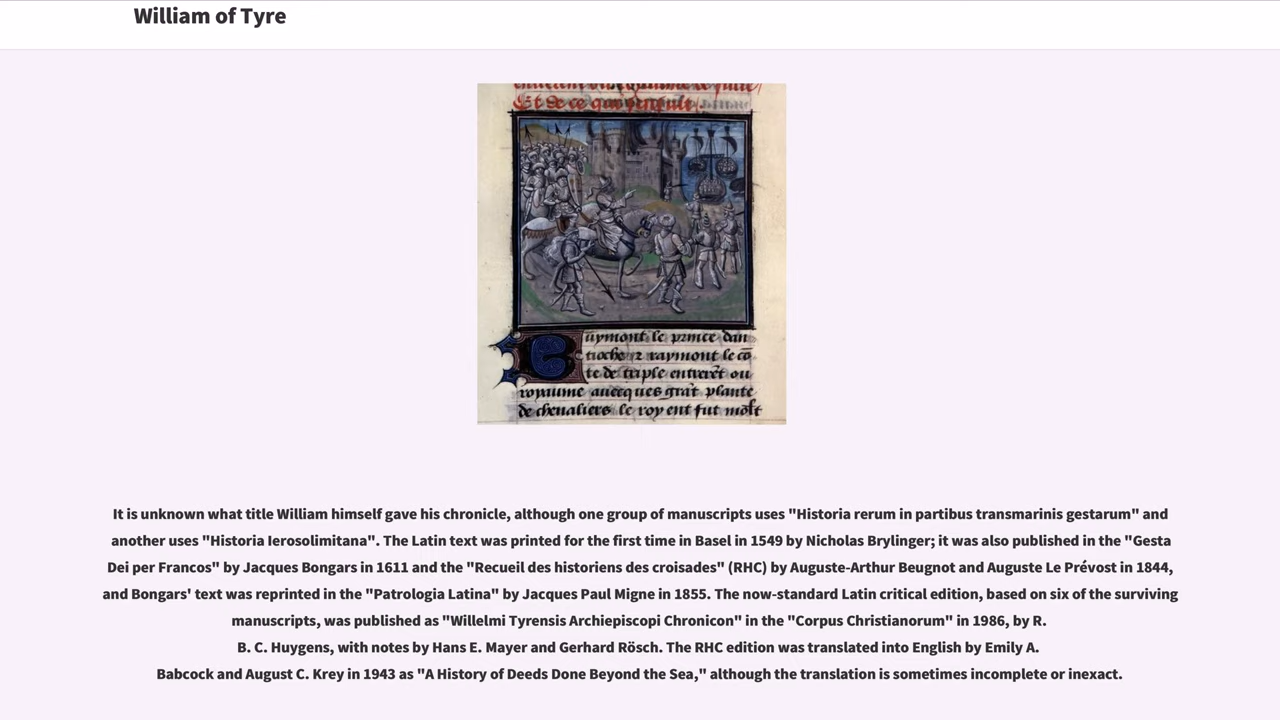 William of Tyre
Et de ce que
uymont le prince dan
tioche et raymont le cō
te de triple entrerēt ou
royaume auecques grāt plante
de cheualiers le roy ent fut molt
It is unknown what title William himself gave his chronicle, although one group of manuscripts uses "Historia rerum in partibus transmarinis gestarum" and
another uses "Historia Ierosolimitana". The Latin text was printed for the first time in Basel in 1549 by Nicholas Brylinger; it was also published in the "Gesta
Dei per Francos" by Jacques Bongars in 1611 and the "Recueil des historiens des croisades" (RHC) by Auguste-Arthur Beugnot and Auguste Le Prévost in 1844,
and Bongars' text was reprinted in the "Patrologia Latina" by Jacques Paul Migne in 1855. The now-standard Latin critical edition, based on six of the surviving
manuscripts, was published as "Willelmi Tyrensis Archiepiscopi Chronicon" in the "Corpus Christianorum" in 1986, by R.
B. C. Huygens, with notes by Hans E. Mayer and Gerhard Rösch. The RHC edition was translated into English by Emily A.
Babcock and August C. Krey in 1943 as "A History of Deeds Done Beyond the Sea," although the translation is sometimes incomplete or inexact.